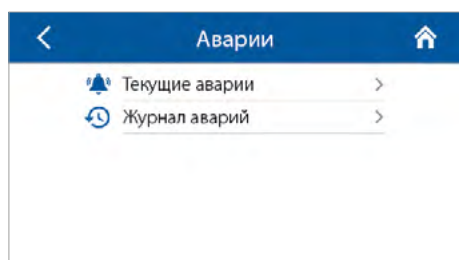 Аварии
Текущие аварии
Журнал аварий